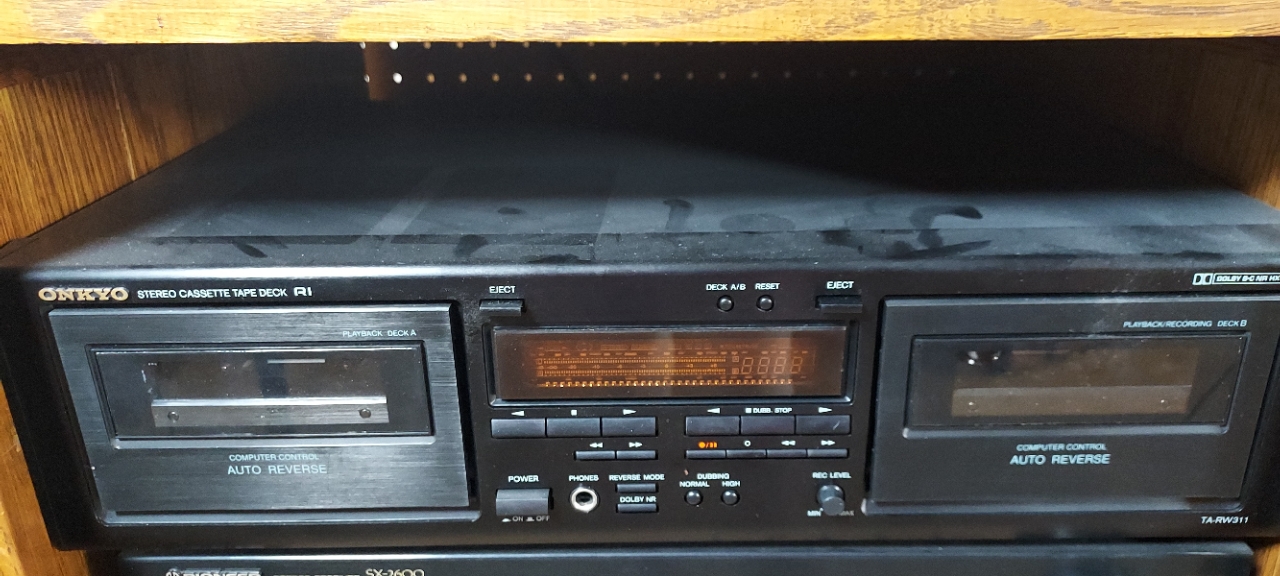 ONKYO STEREO CASSETTE TAPE DECK RI
EJECT
DECK A/B RESET
EJECT
DOLBY B·C NR HX
PLAYBACK DECK A
PLAYBACK/RECORDING DECK B
DUBB. STOP
COMPUTER CONTROL
AUTO REVERSE
COMPUTER CONTROL
AUTO REVERSE
POWER
PHONES
REVERSE MODE
DOLBY NR
DUBBING
NORMAL HIGH
REC LEVEL
MIN
ON OFF
TA-RW311
PIONEER
SX-2600